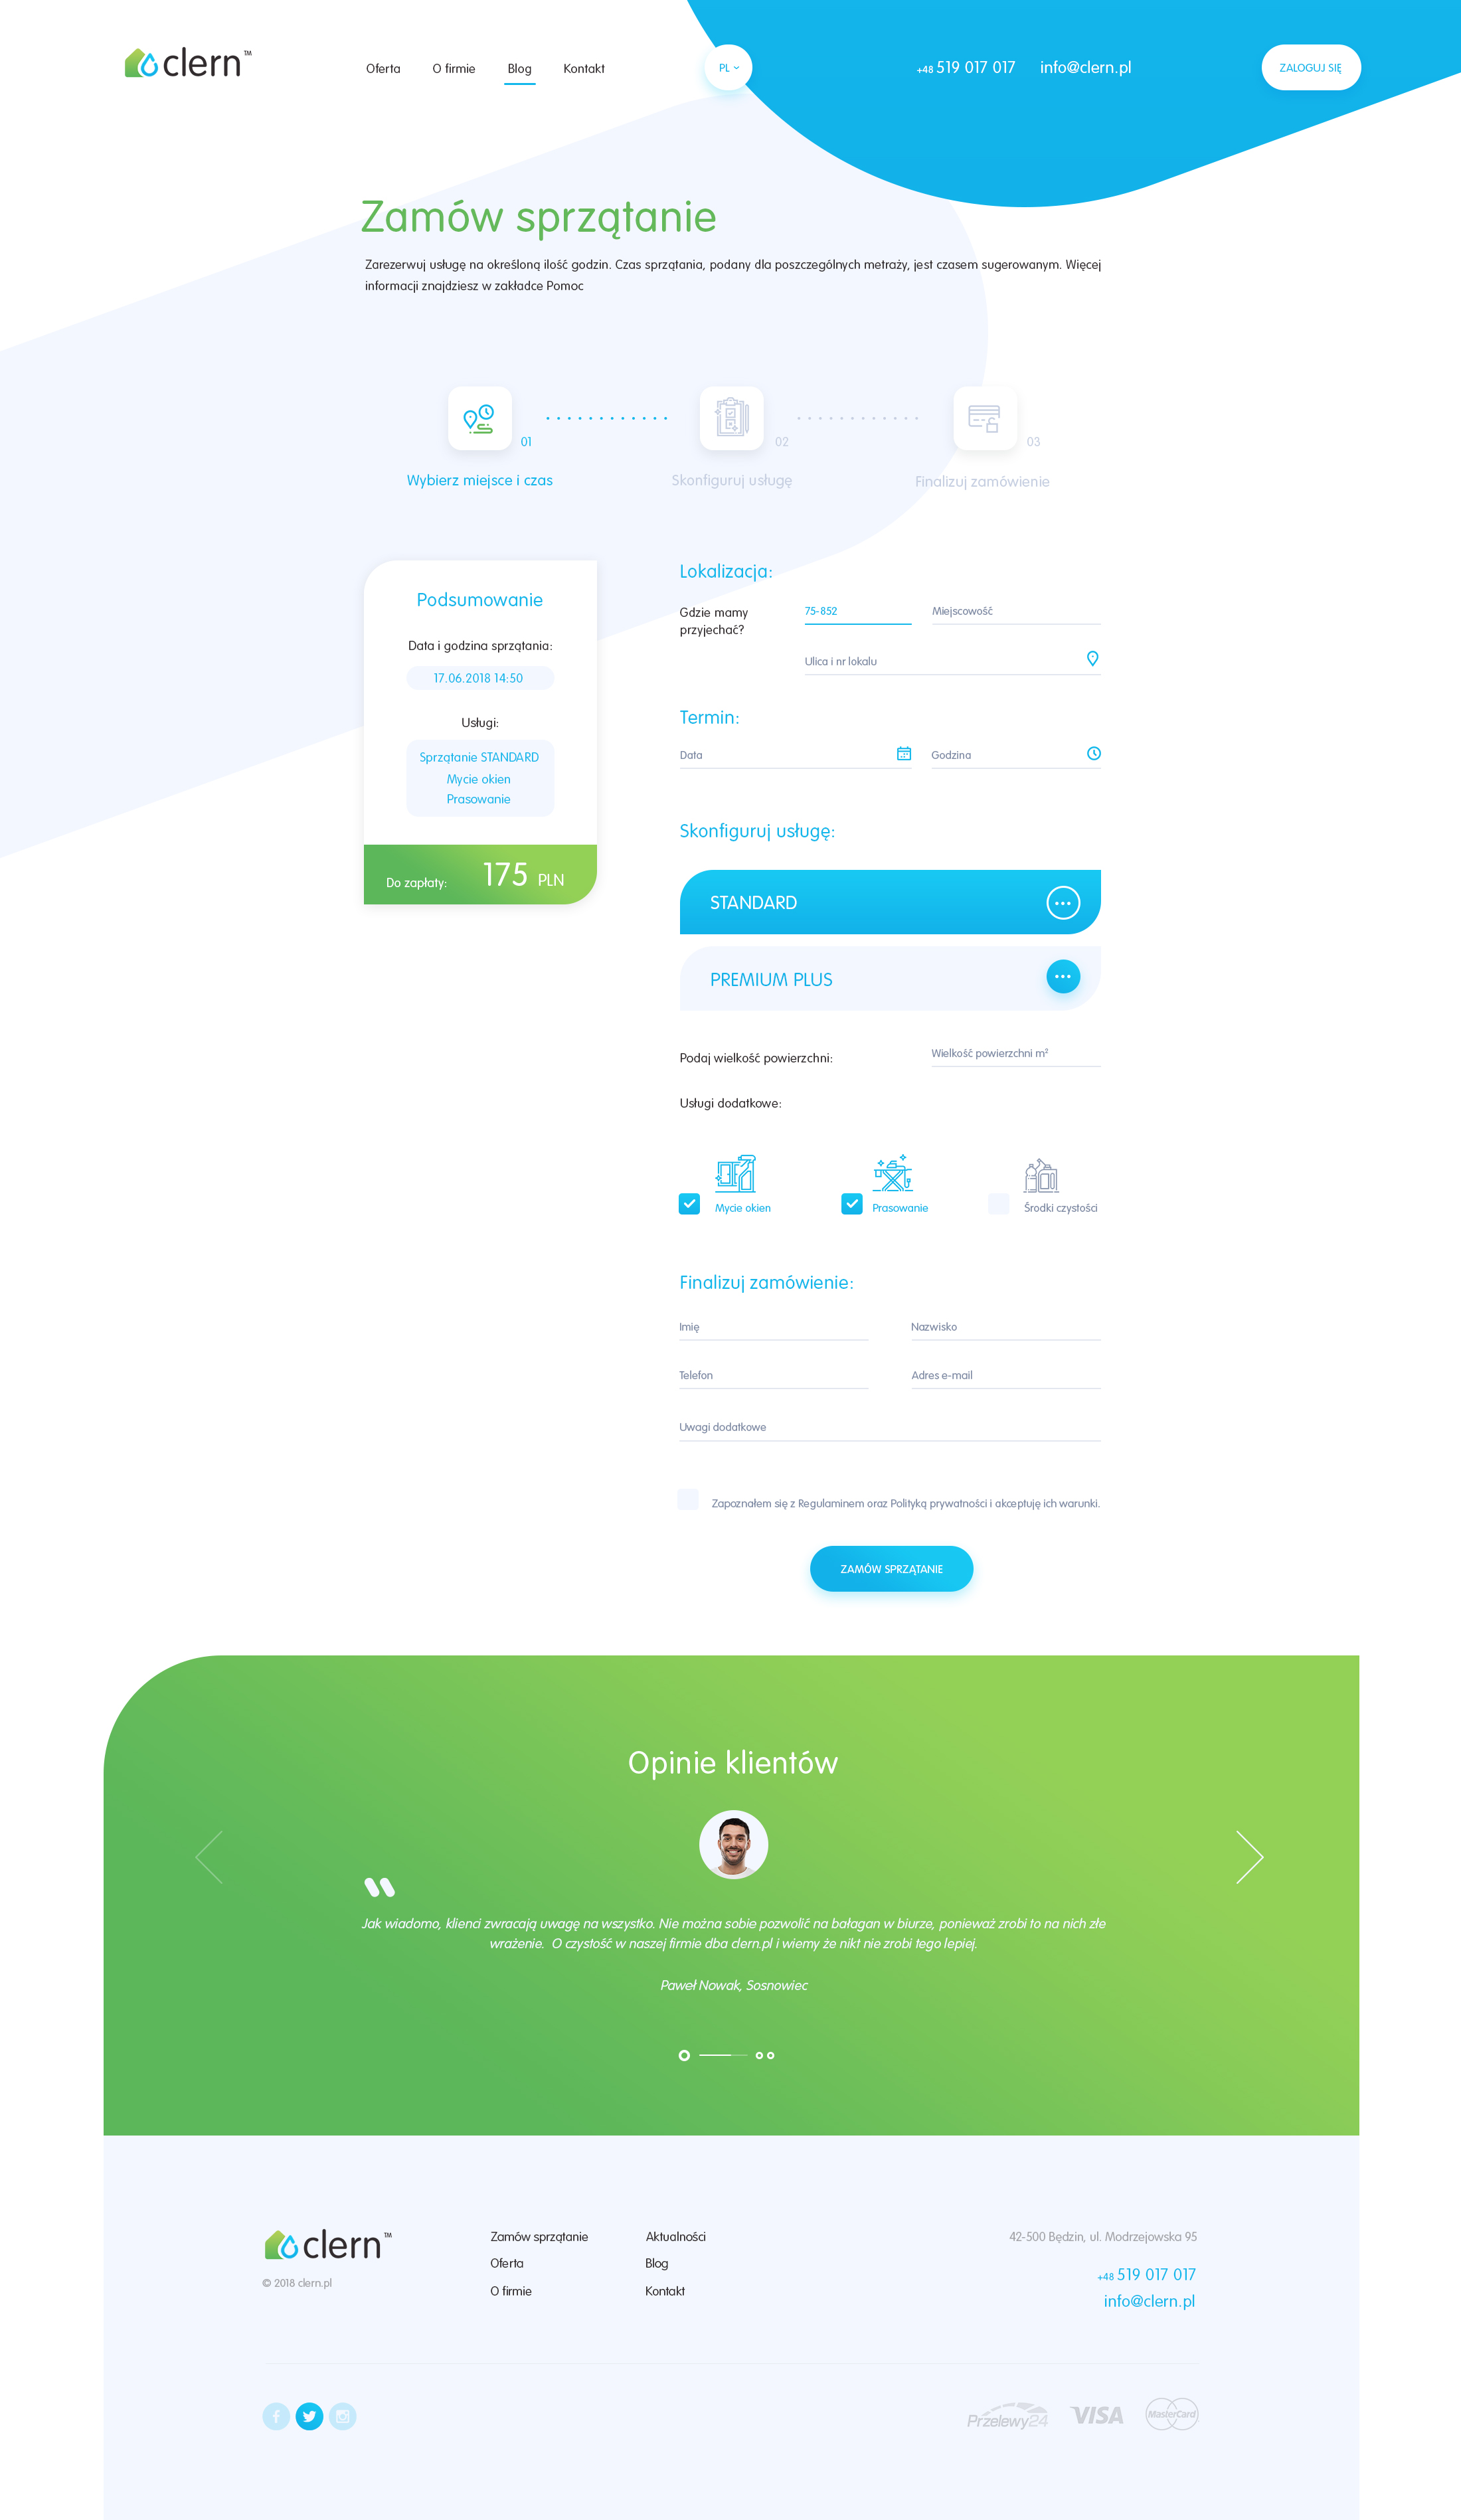 clern™
Oferta O firmie Blog Kontakt
PL
+48 519 017 017 info@clern.pl
ZALOGUJ SIĘ
Zamów sprzątanie
Zarezerwuj usługę na określoną ilość godzin. Czas sprzątania, podany dla poszczególnych metraży, jest czasem sugerowanym. Więcej
informacji znajdziesz w zakładce Pomoc
01
02
03
Wybierz miejsce i czas
Skonfiguruj usługę
Finalizuj zamówienie
Podsumowanie
Data i godzina sprzątania:
17.06.2018 14:50
Usługi:
Sprzątanie STANDARD
Mycie okien
Prasowanie
Do zapłaty: 175 PLN
Lokalizacja:
Gdzie mamy
przyjechać?
75-852
Miejscowość
Ulica i nr lokalu
Termin:
Data
Godzina
Skonfiguruj usługę:
STANDARD
PREMIUM PLUS
Podaj wielkość powierzchni:
Wielkość powierzchni m²
Usługi dodatkowe:
Mycie okien
Prasowanie
Środki czystości
Finalizuj zamówienie:
Imię
Nazwisko
Telefon
Adres e-mail
Uwagi dodatkowe
Zapoznałem się z Regulaminem oraz Polityką prywatności i akceptuję ich warunki.
ZAMÓW SPRZĄTANIE
Opinie klientów
Jak wiadomo, klienci zwracają uwagę na wszystko. Nie można sobie pozwolić na bałagan w biurze, ponieważ zrobi to na nich złe
wrażenie. O czystość w naszej firmie dba clern.pl i wiemy że nikt nie zrobi tego lepiej.
Paweł Nowak, Sosnowiec
clern™
© 2018 clern.pl
Zamów sprzątanie
Oferta
O firmie
Aktualności
Blog
Kontakt
42-500 Będzin, ul. Modrzejowska 95
+48 519 017 017
info@clern.pl
Przelewy24
VISA
MasterCard